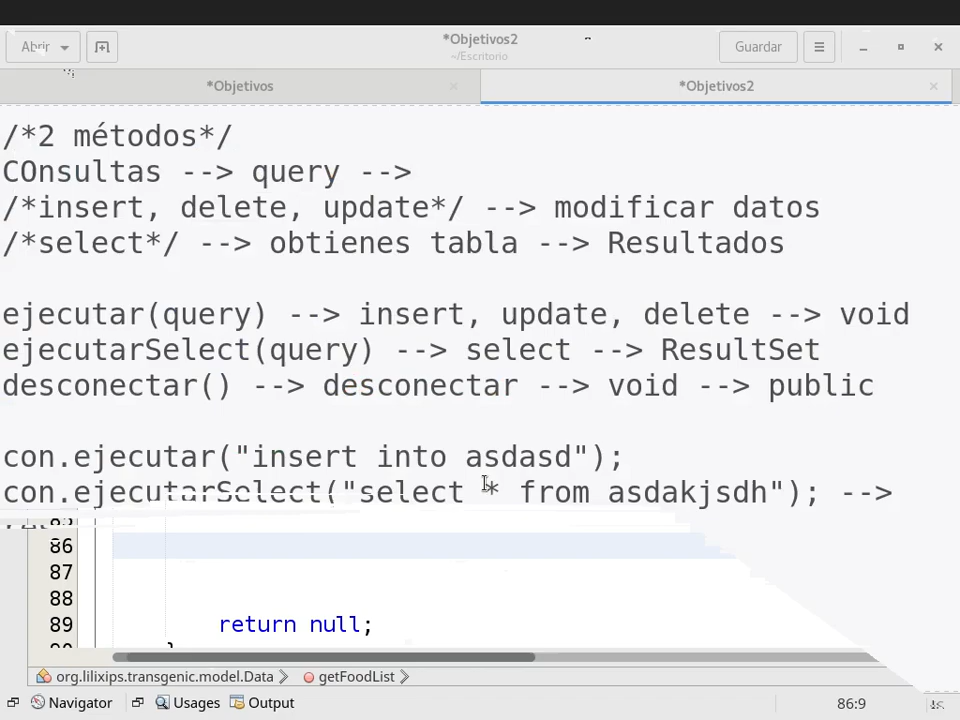 Abrir
*Objetivos2
~/Escritorio
Guardar
*Objetivos
*Objetivos2
/*2 métodos*/
COnsultas --> query -->
/*insert, delete, update*/ --> modificar datos
/*select*/ --> obtienes tabla --> Resultados
ejecutar(query) --> insert, update, delete --> void
ejecutarSelect(query) --> select --> ResultSet
desconectar() --> desconectar --> void --> public
con.ejecutar("insert into asdasd");
con.ejecutarSelect("select * from asdakjsdh"); -->
86
87
88
89 return null;
}
org.lilixips.transgenic.model.Data
getFoodList
Navigator
Usages
Output
86:9